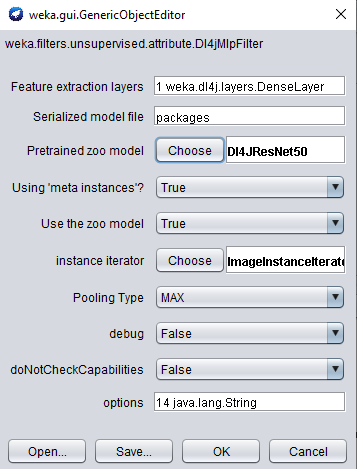 weka.gui.GenericObjectEditor
weka.filters.unsupervised.attribute.Dl4jMlpFilter
Feature extraction layers 1 weka.dl4j.layers.DenseLayer
Serialized model file packages
Pretrained zoo model Choose Dl4JResNet50
Using 'meta instances'? True
Use the zoo model True
instance iterator Choose ImageInstanceIterato
Pooling Type MAX
debug False
doNotCheckCapabilities False
options 14 java.lang.String
Open... Save... OK Cancel